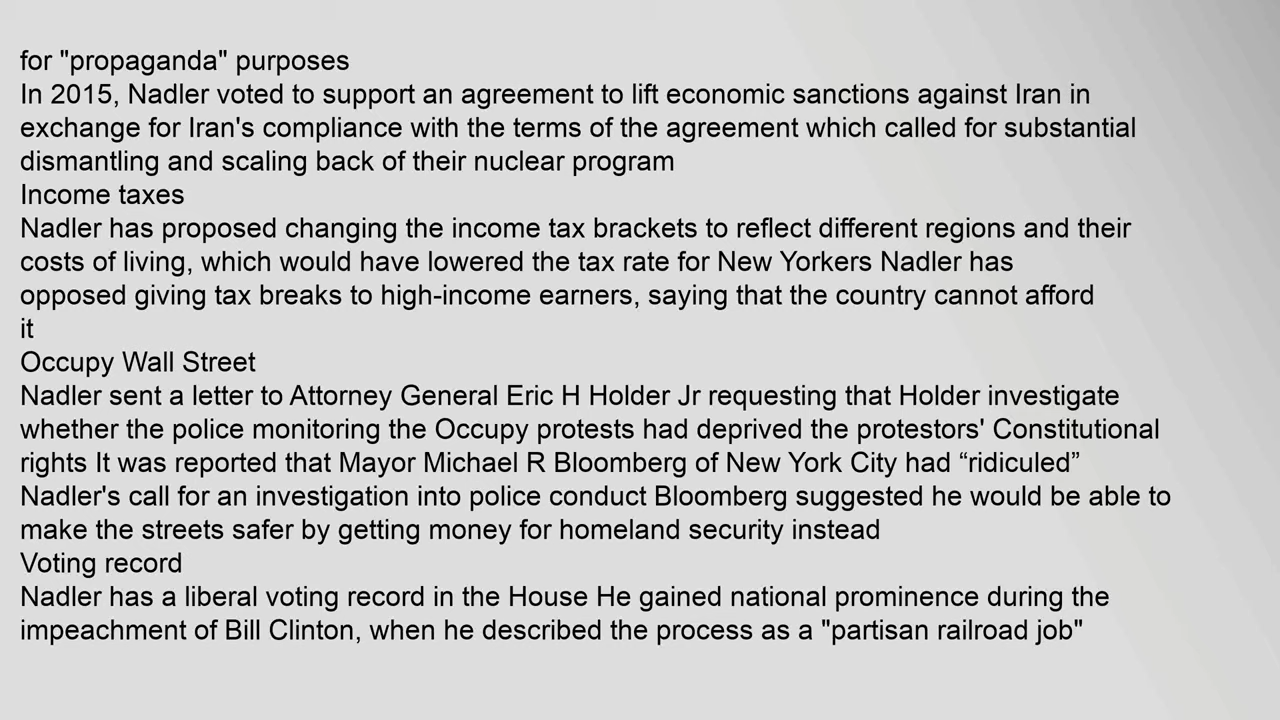 for "propaganda" purposes
In 2015, Nadler voted to support an agreement to lift economic sanctions against Iran in
exchange for Iran's compliance with the terms of the agreement which called for substantial
dismantling and scaling back of their nuclear program
Income taxes
Nadler has proposed changing the income tax brackets to reflect different regions and their
costs of living, which would have lowered the tax rate for New Yorkers Nadler has
opposed giving tax breaks to high-income earners, saying that the country cannot afford
it
Occupy Wall Street
Nadler sent a letter to Attorney General Eric H Holder Jr requesting that Holder investigate
whether the police monitoring the Occupy protests had deprived the protestors' Constitutional
rights It was reported that Mayor Michael R Bloomberg of New York City had “ridiculed”
Nadler's call for an investigation into police conduct Bloomberg suggested he would be able to
make the streets safer by getting money for homeland security instead
Voting record
Nadler has a liberal voting record in the House He gained national prominence during the
impeachment of Bill Clinton, when he described the process as a "partisan railroad job"